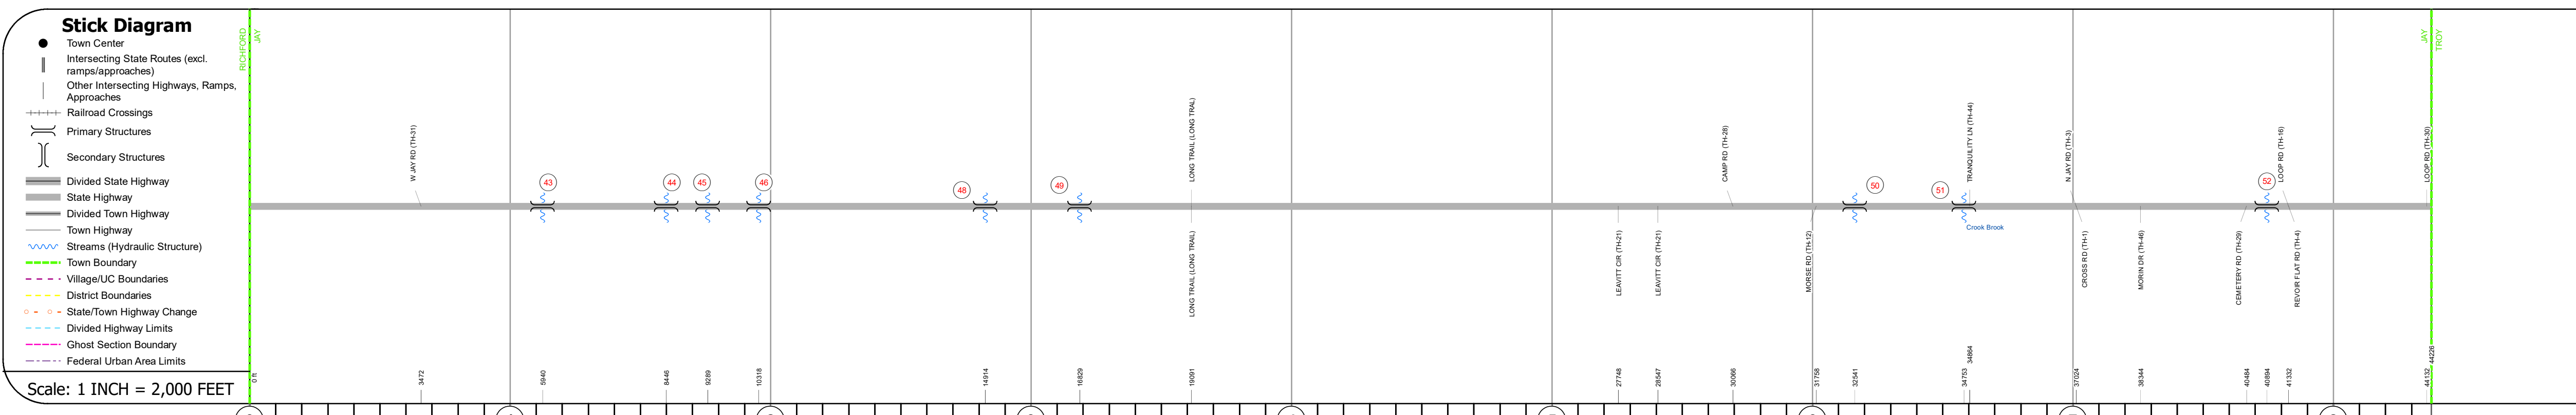 Stick Diagram
Town Center
Intersecting State Routes (excl.
ramps/approaches)
Other Intersecting Highways, Ramps,
Approaches
Railroad Crossings
Primary Structures
Secondary Structures
Divided State Highway
State Highway
Divided Town Highway
Town Highway
Streams (Hydraulic Structure)
Town Boundary
Village/UC Boundaries
District Boundaries
State/Town Highway Change
Divided Highway Limits
Ghost Section Boundary
Federal Urban Area Limits
Scale: 1 INCH = 2,000 FEET
RICHFORD
JAY
JAY
TROY
W JAY RD (TH-31)
LONG TRAIL (LONG TRAL)
CAMP RD (TH-28)
TRANQUILITY LN (TH-44)
N JAY RD (TH-3)
LOOP RD (TH-16)
LOOP RD (TH-30)
43
44
45
46
48
49
50
51
52
Crook Brook
LONG TRAIL (LONG TRAIL)
LEAVITT CIR (TH-21)
LEAVITT CIR (TH-21)
MORSE RD (TH-12)
CROSS RD (TH-1)
MORIN DR (TH-46)
CEMETERY RD (TH-29)
REVOIR FLAT RD (TH-4)
0 ft
3472
5940
8446
9289
10318
14914
16829
19091
27748
28547
30066
31758
32541
34753
34864
37024
38344
40484
40894
41332
44132
44226